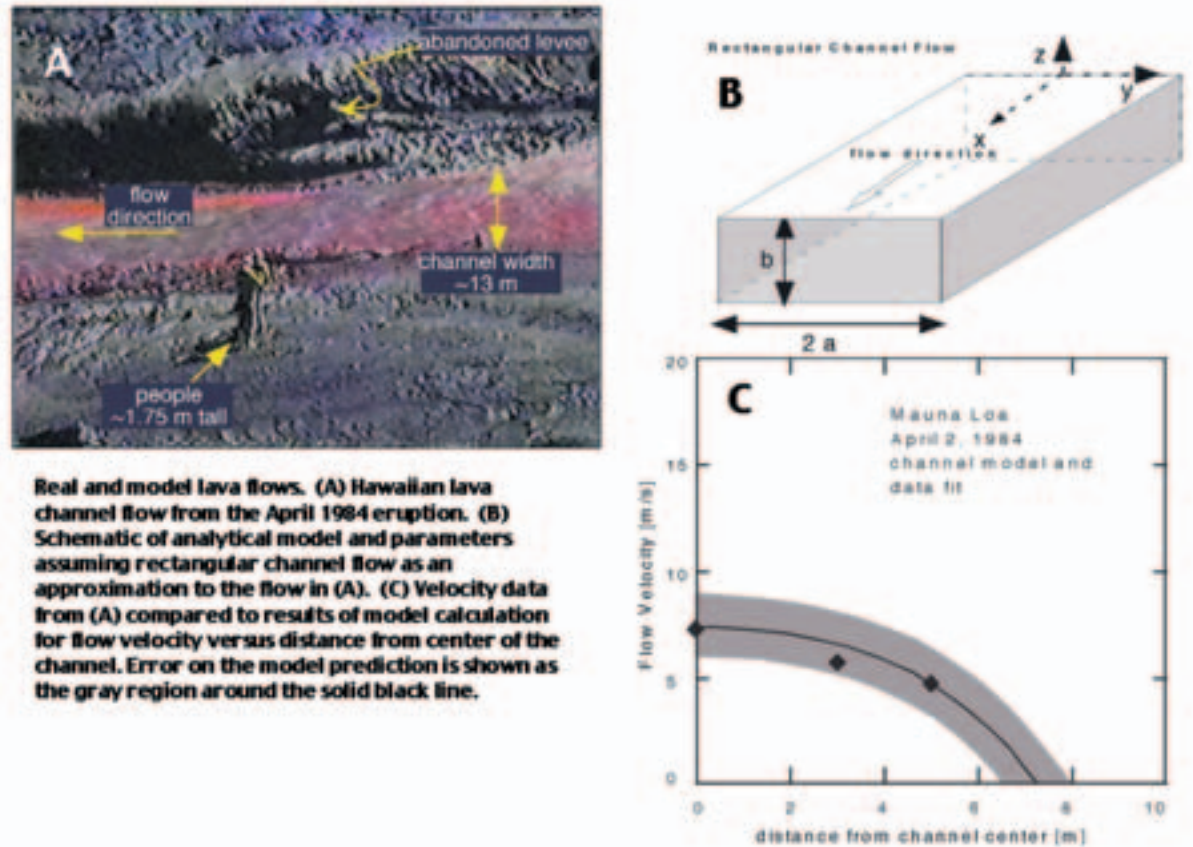 A
abandoned levee
flow
direction
channel width
~13 m
people
~1.75 m tall
Real and model lava flows. (A) Hawaiian lava
channel flow from the April 1984 eruption. (B)
Schematic of analytical model and parameters
assuming rectangular channel flow as an
approximation to the flow in (A). (C) Velocity data
from (A) compared to results of model calculation
for flow velocity versus distance from center of the
channel. Error on the model prediction is shown as
the gray region around the solid black line.
Rectangular Channel Flow
B
z
y
x
flow direction
b
2 a
C
Mauna Loa
April 2, 1984
channel model and
data fit
Flow Velocity [m/s]
20
15
10
5
0
0 2 4 6 8 10
distance from channel center [m]